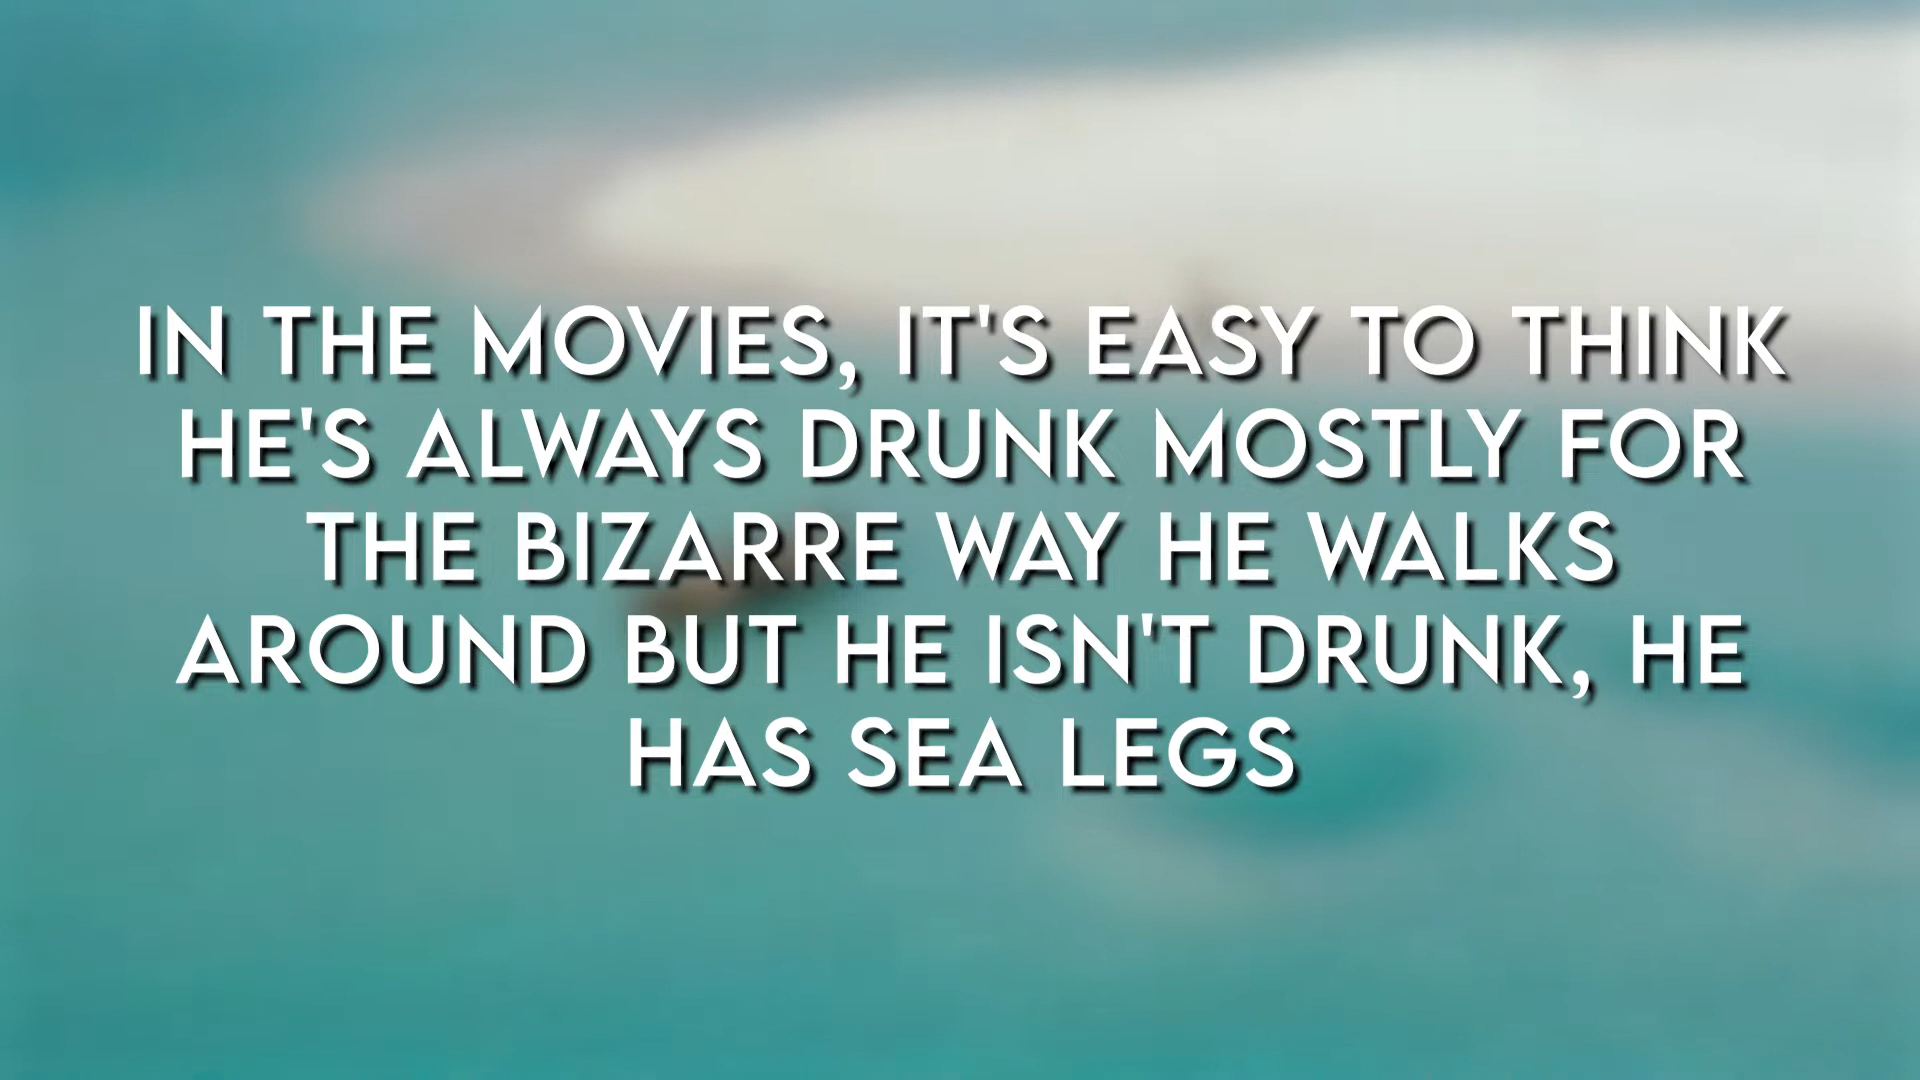 IN THE MOVIES, IT'S EASY TO THINK
HE'S ALWAYS DRUNK MOSTLY FOR
THE BIZARRE WAY HE WALKS
AROUND BUT HE ISN'T DRUNK, HE
HAS SEA LEGS